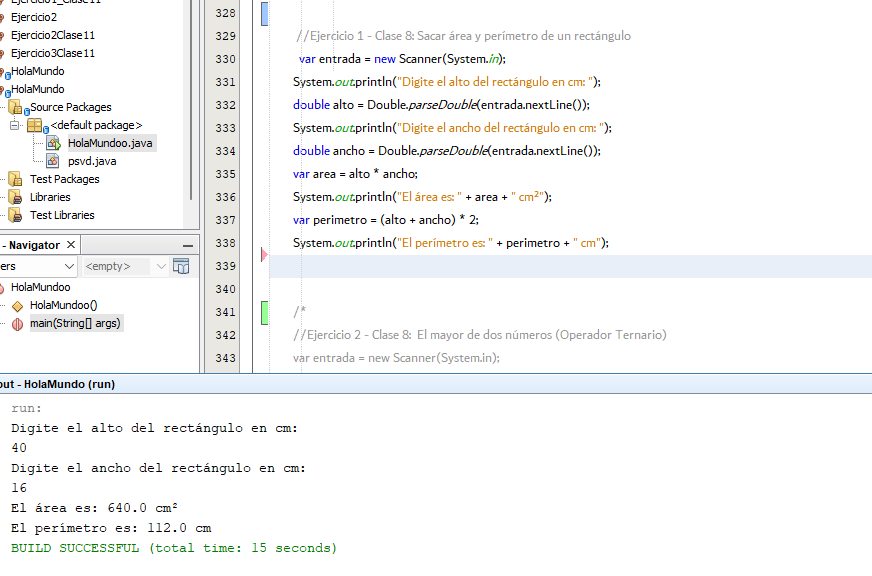 Ejercicio1_Clase11
Ejercicio2
Ejercicio2Clase11
Ejercicio3Clase11
HolaMundo
HolaMundo
Source Packages
<default package>
HolaMundoo.java
psvd.java
Test Packages
Libraries
Test Libraries
- Navigator ×
ers
<empty>
HolaMundoo
HolaMundoo()
main(String[] args)
328
329 //Ejercicio 1 - Clase 8: Sacar área y perímetro de un rectángulo
330 var entrada = new Scanner(System.in);
331 System.out.println("Digite el alto del rectángulo en cm: ");
332 double alto = Double.parseDouble(entrada.nextLine());
333 System.out.println("Digite el ancho del rectángulo en cm: ");
334 double ancho = Double.parseDouble(entrada.nextLine());
335 var area = alto * ancho;
336 System.out.println("El área es: " + area + " cm²");
337 var perimetro = (alto + ancho) * 2;
338 System.out.println("El perímetro es: " + perimetro + " cm");
339
340
341 /*
342 //Ejercicio 2 - Clase 8: El mayor de dos números (Operador Ternario)
343 var entrada = new Scanner(System.in);
out - HolaMundo (run)
run:
Digite el alto del rectángulo en cm:
40
Digite el ancho del rectángulo en cm:
16
El área es: 640.0 cm²
El perímetro es: 112.0 cm
BUILD SUCCESSFUL (total time: 15 seconds)